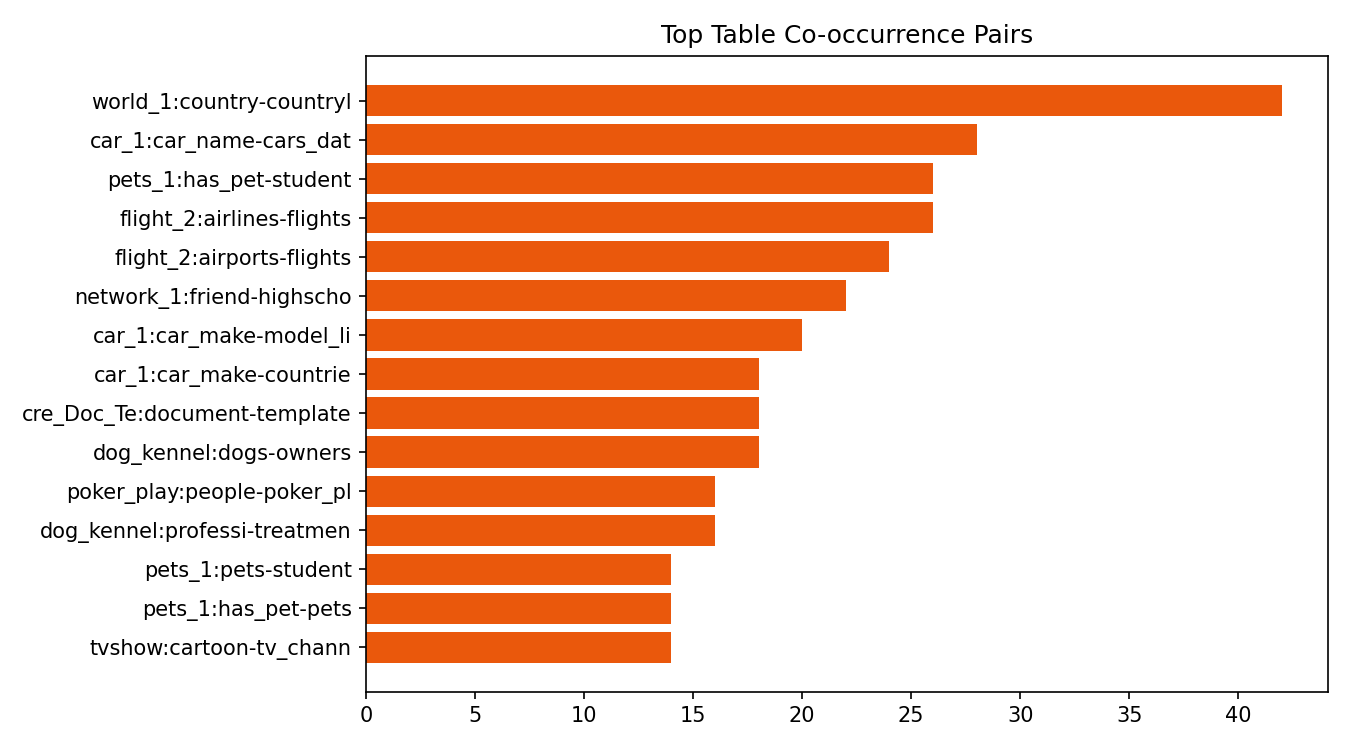 Top Table Co-occurrence Pairs
world_1:country-countryl
car_1:car_name-cars_dat
pets_1:has_pet-student
flight_2:airlines-flights
flight_2:airports-flights
network_1:friend-highscho
car_1:car_make-model_li
car_1:car_make-countrie
cre_Doc_Te:document-template
dog_kennel:dogs-owners
poker_play:people-poker_pl
dog_kennel:professi-treatmen
pets_1:pets-student
pets_1:has_pet-pets
tvshow:cartoon-tv_chann
0 5 10 15 20 25 30 35 40